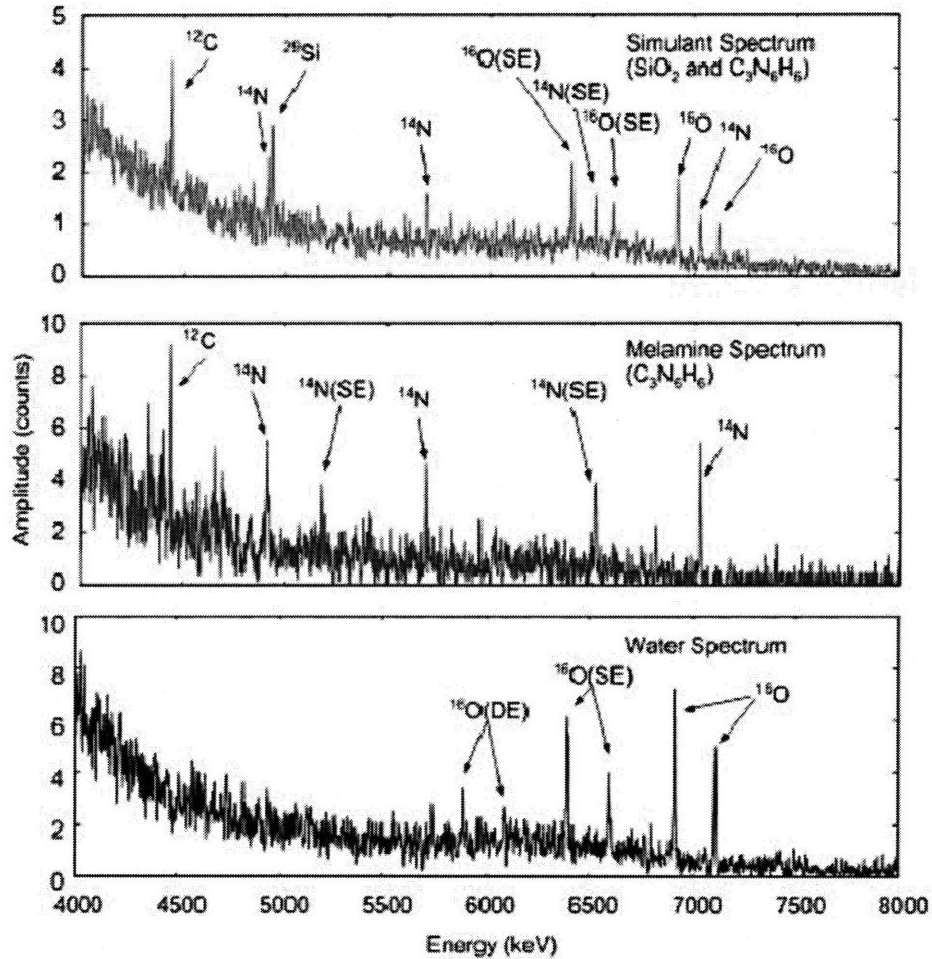 5
4
3
2
1
0
¹²C
¹⁴N
²⁹Si
¹⁴N
¹⁶O(SE)
¹⁴N(SE)
¹⁶O(SE)
¹⁶O
¹⁴N
¹⁶O
Simulant Spectrum
(SiO₂ and C₃N₆H₆)
10
8
6
4
2
0
¹²C
¹⁴N
¹⁴N(SE)
¹⁴N
¹⁴N(SE)
¹⁴N
Melamine Spectrum
(C₃N₆H₆)
Amplitude (counts)
10
8
6
4
2
0
¹⁶O(DE)
¹⁶O(SE)
¹⁶O
Water Spectrum
4000 4500 5000 5500 6000 6500 7000 7500 8000
Energy (keV)